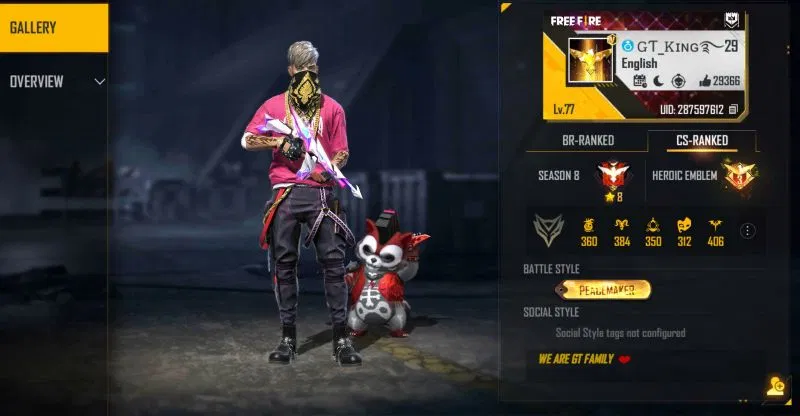 GALLERY
OVERVIEW
FREE FIRE
GT_KING 29
English
29366
Lv.77
UID: 287597612
BR-RANKED
CS-RANKED
SEASON 8
8
HEROIC EMBLEM
3
360
384
350
312
406
BATTLE STYLE
PEACEMAKER
SOCIAL STYLE
Social Style tags not configured
WE ARE GT FAMILY ❤